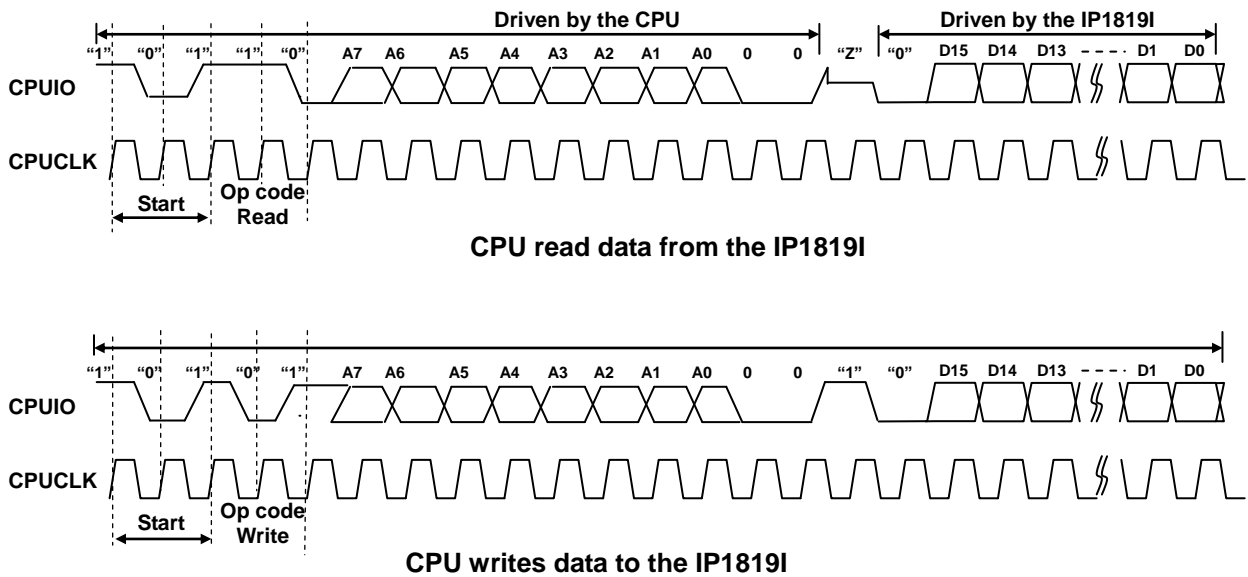 Driven by the CPU Driven by the IP1819I
“1” “0” “1” “1” “0” A7 A6 A5 A4 A3 A2 A1 A0 0 0 “Z” “0” D15 D14 D13 D1 D0
CPUIO
CPUCLK
Start Op code
Read
CPU read data from the IP1819I
“1” “0” “1” “0” “1” A7 A6 A5 A4 A3 A2 A1 A0 0 0 “1” “0” D15 D14 D13 D1 D0
CPUIO
CPUCLK
Start Op code
Write
CPU writes data to the IP1819I